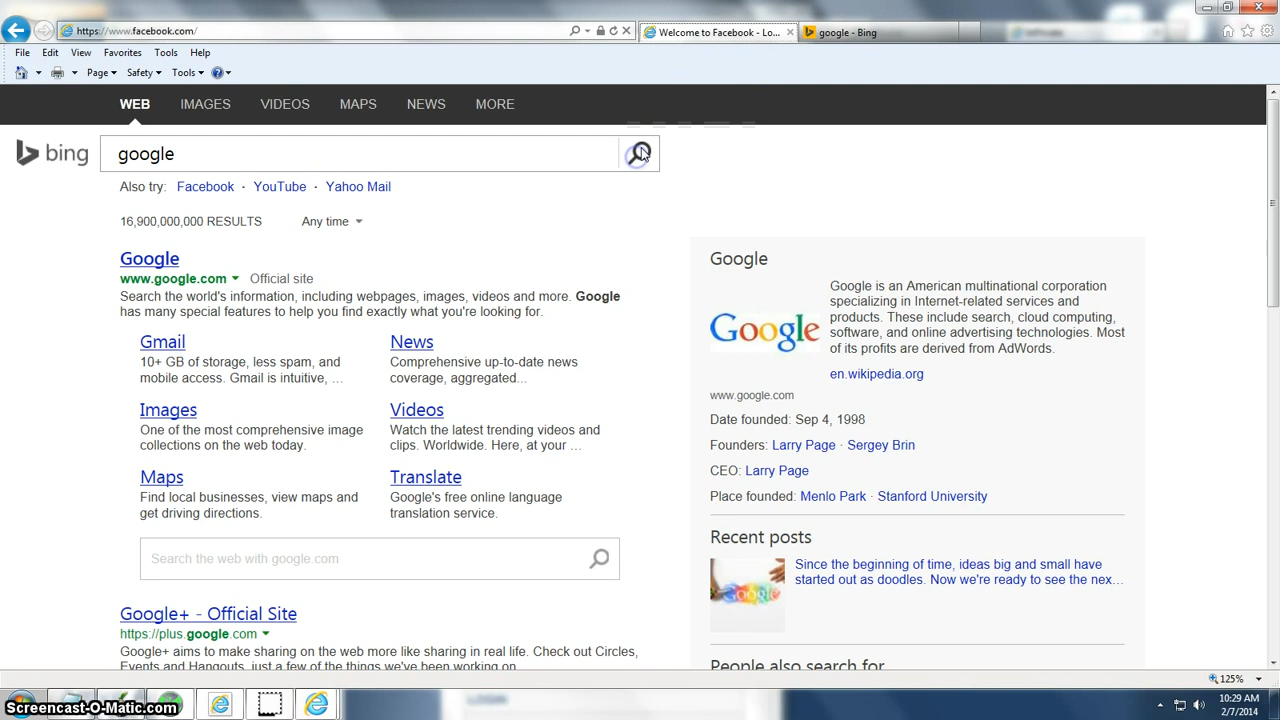 https://www.facebook.com/
Welcome to Facebook - Lo...
google - Bing
File Edit View Favorites Tools Help
Page Safety Tools
WEB IMAGES VIDEOS MAPS NEWS MORE
bing
google
Also try: Facebook · YouTube · Yahoo Mail
16,900,000,000 RESULTS Any time
Google
www.google.com Official site
Search the world's information, including webpages, images, videos and more. Google
has many special features to help you find exactly what you're looking for.
Gmail
10+ GB of storage, less spam, and
mobile access. Gmail is intuitive, ...
News
Comprehensive up-to-date news
coverage, aggregated...
Images
One of the most comprehensive image
collections on the web today.
Videos
Watch the latest trending videos and
clips. Worldwide. Here, at your ...
Maps
Find local businesses, view maps and
get driving directions.
Translate
Google's free online language
translation service.
Search the web with google.com
Google+ - Official Site
https://plus.google.com
Google+ aims to make sharing on the web more like sharing in real life. Check out Circles,
Events and Hangouts, just a few of the things we've been working on.
Google
Google
Google is an American multinational corporation
specializing in Internet-related services and
products. These include search, cloud computing,
software, and online advertising technologies. Most
of its profits are derived from AdWords.
en.wikipedia.org
www.google.com
Date founded: Sep 4, 1998
Founders: Larry Page · Sergey Brin
CEO: Larry Page
Place founded: Menlo Park · Stanford University
Recent posts
Since the beginning of time, ideas big and small have
started out as doodles. Now we're ready to see the nex...
People also search for
125%
LOGIN
Screencast-O-Matic.com
10:29 AM
2/7/2014